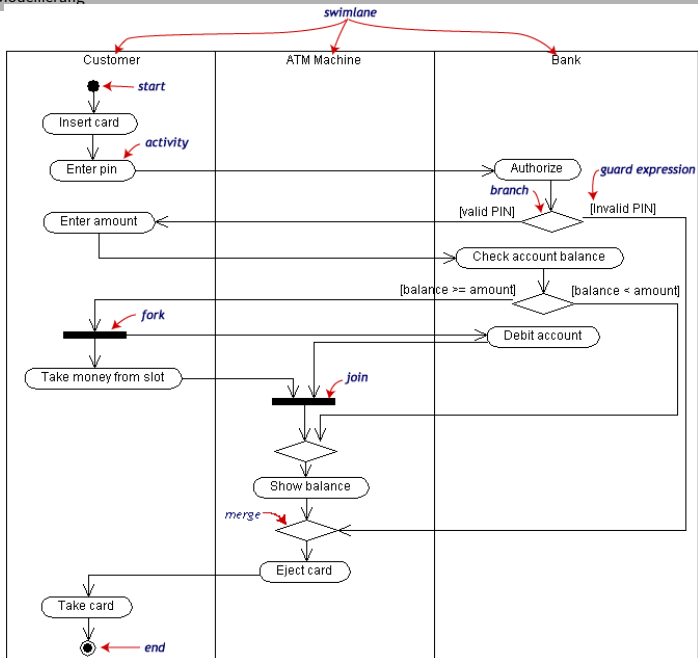 modellering
swimlane
Customer
ATM Machine
Bank
start
Insert card
activity
Enter pin
Authorize
guard expression
branch
[valid PIN]
[Invalid PIN]
Enter amount
Check account balance
[balance >= amount]
[balance < amount]
fork
Debit account
Take money from slot
join
Show balance
merge
Eject card
Take card
end